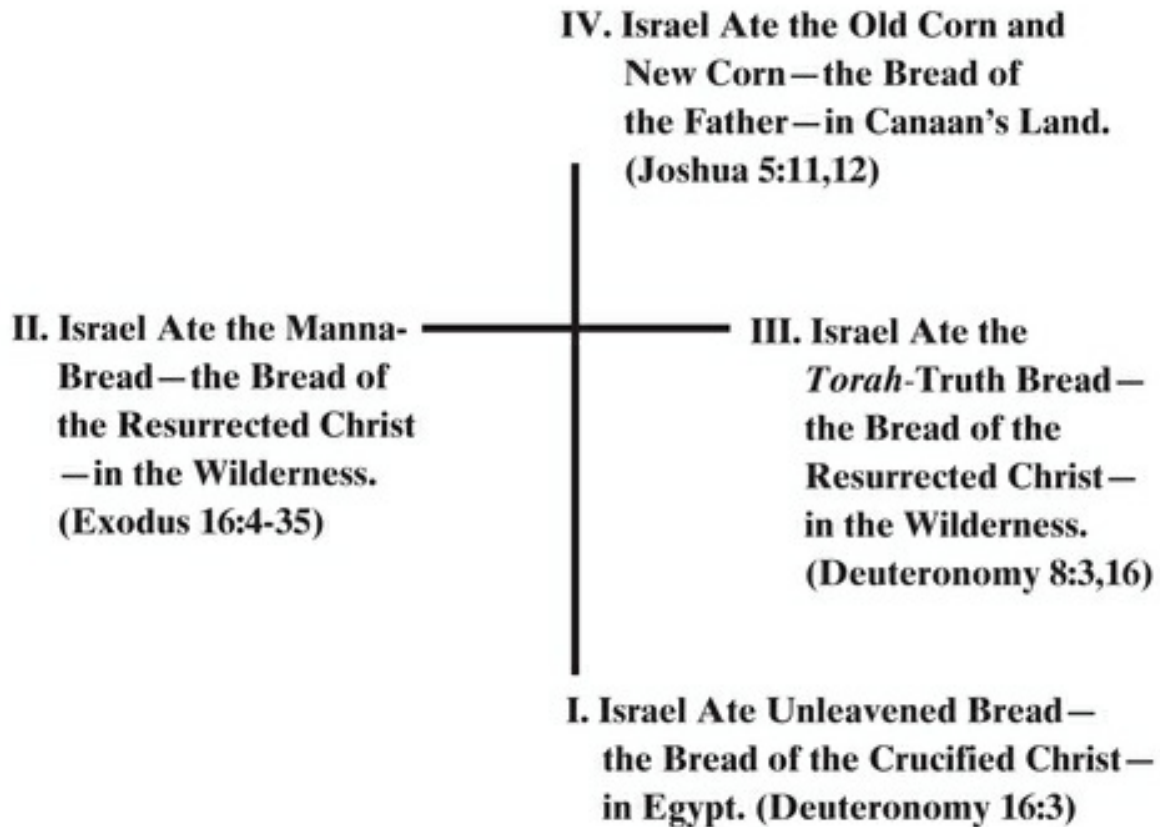 IV. Israel Ate the Old Corn and
New Corn—the Bread of
the Father—in Canaan’s Land.
(Joshua 5:11,12)
II. Israel Ate the Manna-
Bread—the Bread of
the Resurrected Christ
—in the Wilderness.
(Exodus 16:4-35)
III. Israel Ate the
Torah-Truth Bread—
the Bread of the
Resurrected Christ—
in the Wilderness.
(Deuteronomy 8:3,16)
I. Israel Ate Unleavened Bread—
the Bread of the Crucified Christ—
in Egypt. (Deuteronomy 16:3)